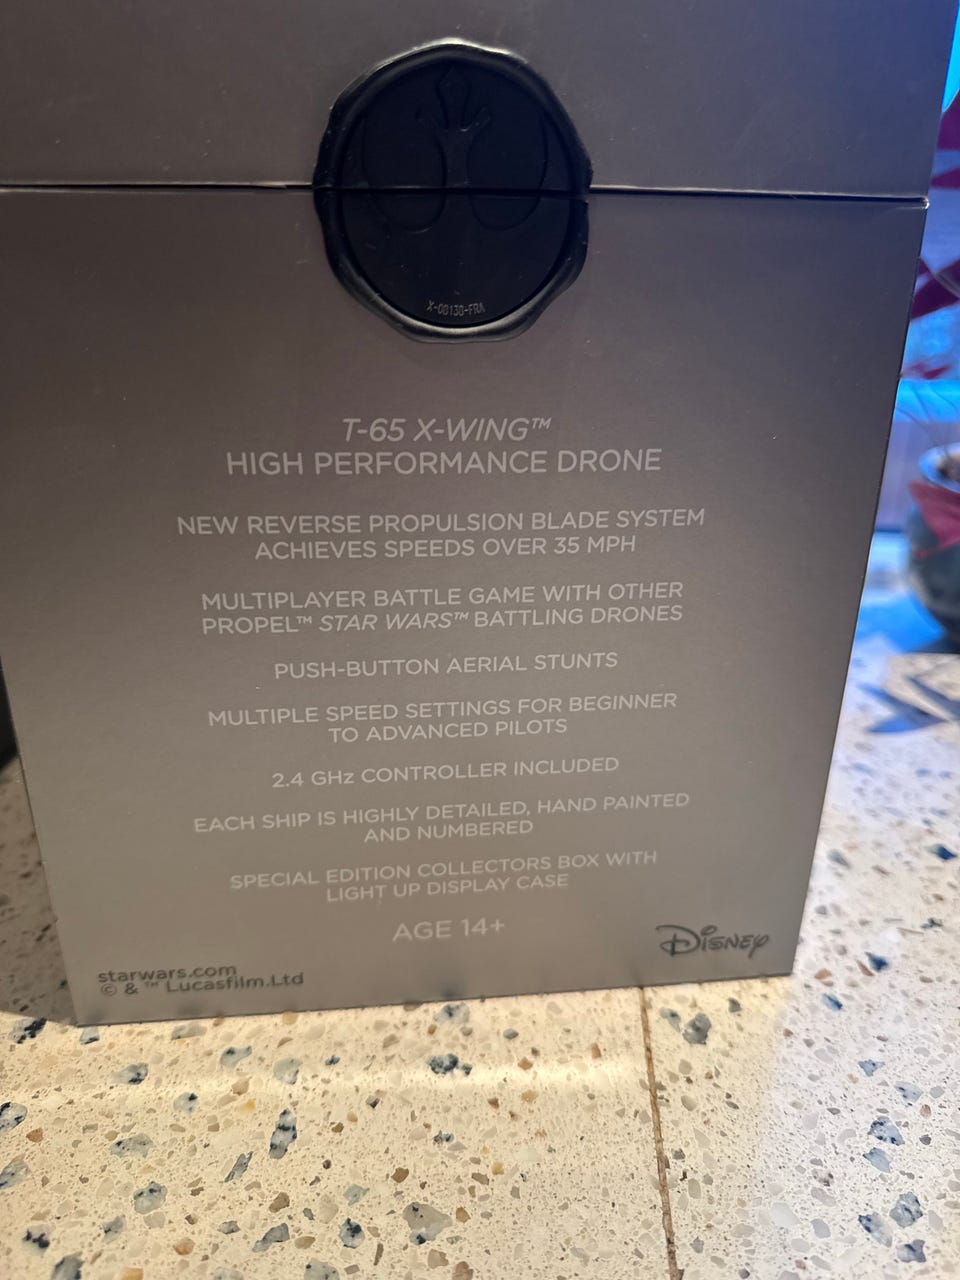 X-08138-FRA
T-65 X-WING™
HIGH PERFORMANCE DRONE
NEW REVERSE PROPULSION BLADE SYSTEM
ACHIEVES SPEEDS OVER 35 MPH
MULTIPLAYER BATTLE GAME WITH OTHER
PROPEL™ STAR WARS™ BATTLING DRONES
PUSH-BUTTON AERIAL STUNTS
MULTIPLE SPEED SETTINGS FOR BEGINNER
TO ADVANCED PILOTS
2.4 GHz CONTROLLER INCLUDED
EACH SHIP IS HIGHLY DETAILED, HAND PAINTED
AND NUMBERED
SPECIAL EDITION COLLECTORS BOX WITH
LIGHT UP DISPLAY CASE
AGE 14+
Disney
starwars.com
© & ™ Lucasfilm.Ltd